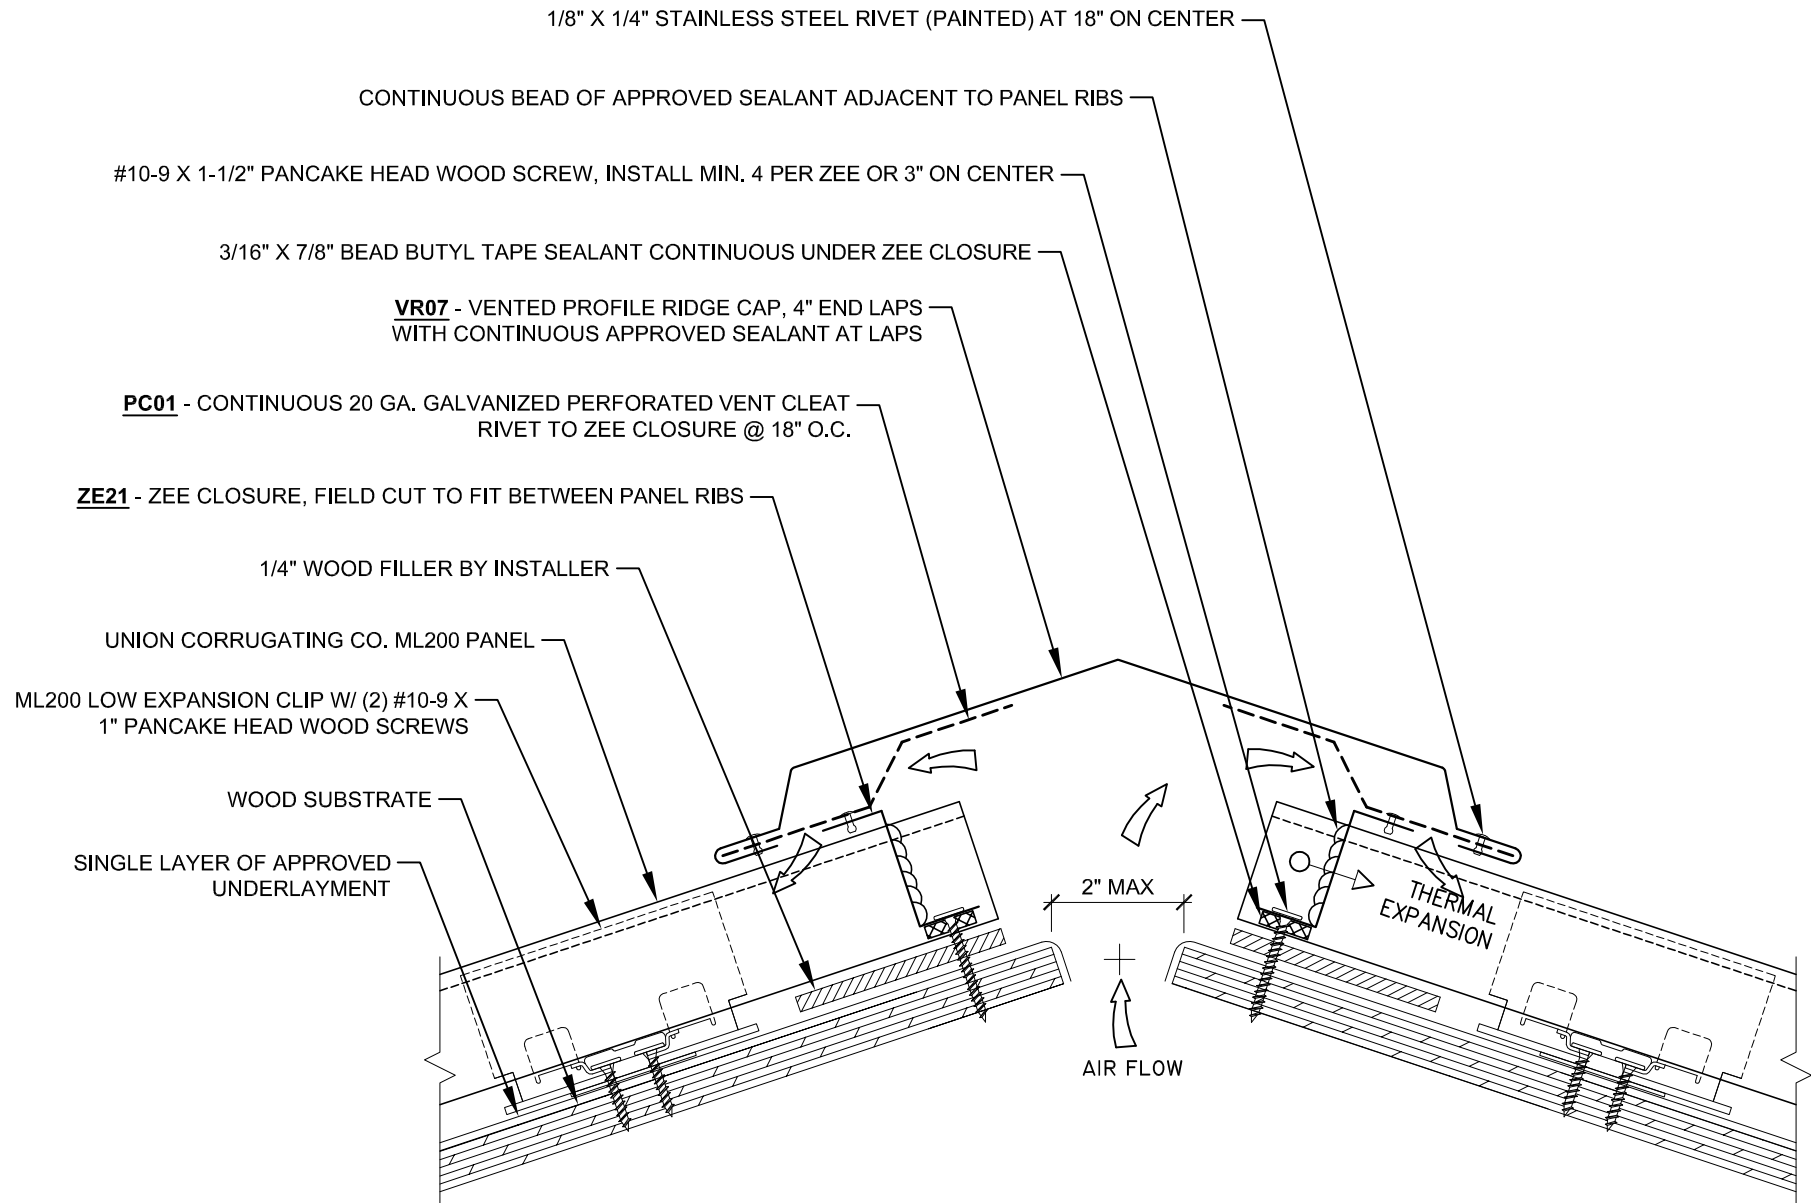 1/8" X 1/4" STAINLESS STEEL RIVET (PAINTED) AT 18" ON CENTER
CONTINUOUS BEAD OF APPROVED SEALANT ADJACENT TO PANEL RIBS
#10-9 X 1-1/2" PANCAKE HEAD WOOD SCREW, INSTALL MIN. 4 PER ZEE OR 3" ON CENTER
3/16" X 7/8" BEAD BUTYL TAPE SEALANT CONTINUOUS UNDER ZEE CLOSURE
VR07 - VENTED PROFILE RIDGE CAP, 4" END LAPS
WITH CONTINUOUS APPROVED SEALANT AT LAPS
PC01 - CONTINUOUS 20 GA. GALVANIZED PERFORATED VENT CLEAT
RIVET TO ZEE CLOSURE @ 18" O.C.
ZE21 - ZEE CLOSURE, FIELD CUT TO FIT BETWEEN PANEL RIBS
1/4" WOOD FILLER BY INSTALLER
UNION CORRUGATING CO. ML200 PANEL
ML200 LOW EXPANSION CLIP W/ (2) #10-9 X
1" PANCAKE HEAD WOOD SCREWS
WOOD SUBSTRATE
SINGLE LAYER OF APPROVED
UNDERLAYMENT
2" MAX
THERMAL
EXPANSION
AIR FLOW